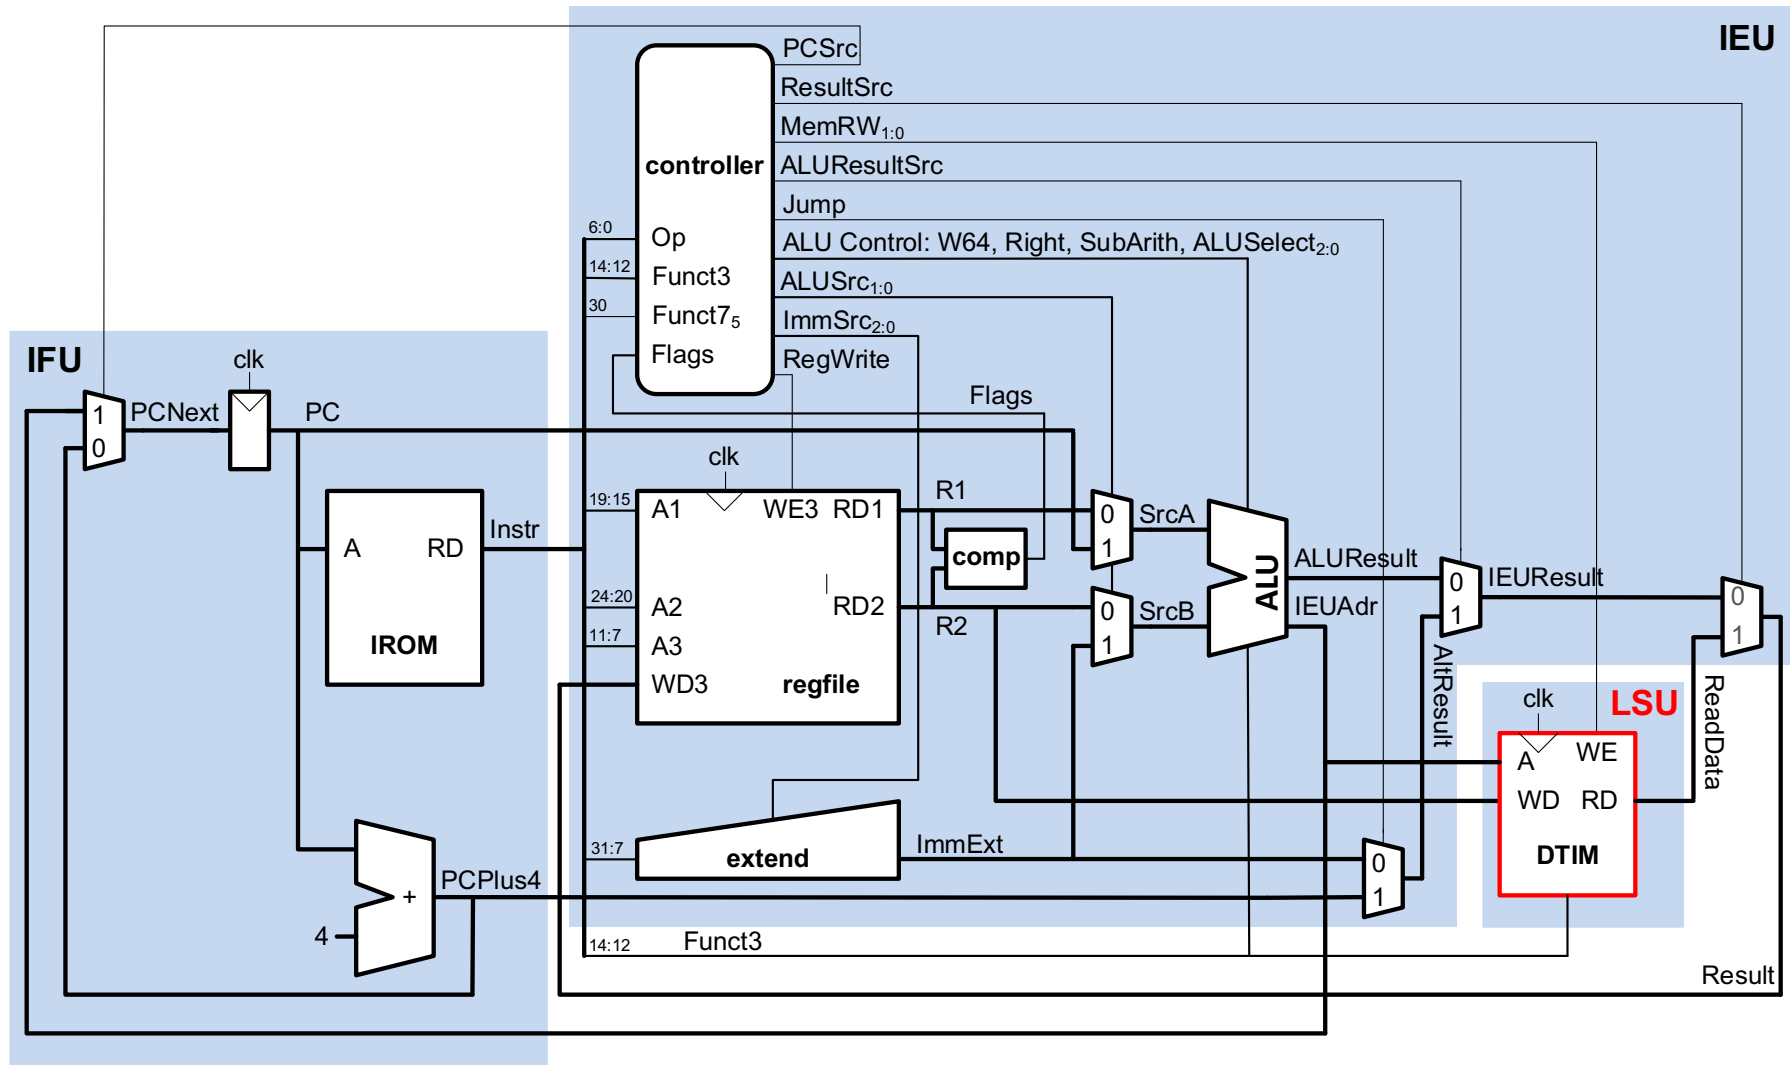 IEU
PCSrc
ResultSrc
MemRW1:0
controller
ALUResultSrc
Jump
6:0
Op
ALU Control: W64, Right, SubArith, ALUSelect2:0
14:12
Funct3
ALUSrc1:0
30
Funct75
ImmSrc2:0
Flags
RegWrite
IFU
clk
Flags
1
0
PCNext
PC
clk
19:15
A1
WE3
RD1
R1
0
1
SrcA
Instr
A
RD
comp
ALU
ALUResult
0
1
IEUResult
0
1
24:20
A2
RD2
R2
0
1
SrcB
IEUAdr
IROM
11:7
A3
WD3
regfile
AltResult
ReadData
clk
LSU
A
WE
WD
RD
DTIM
31:7
extend
ImmExt
0
1
PCPlus4
+
4
14:12
Funct3
Result